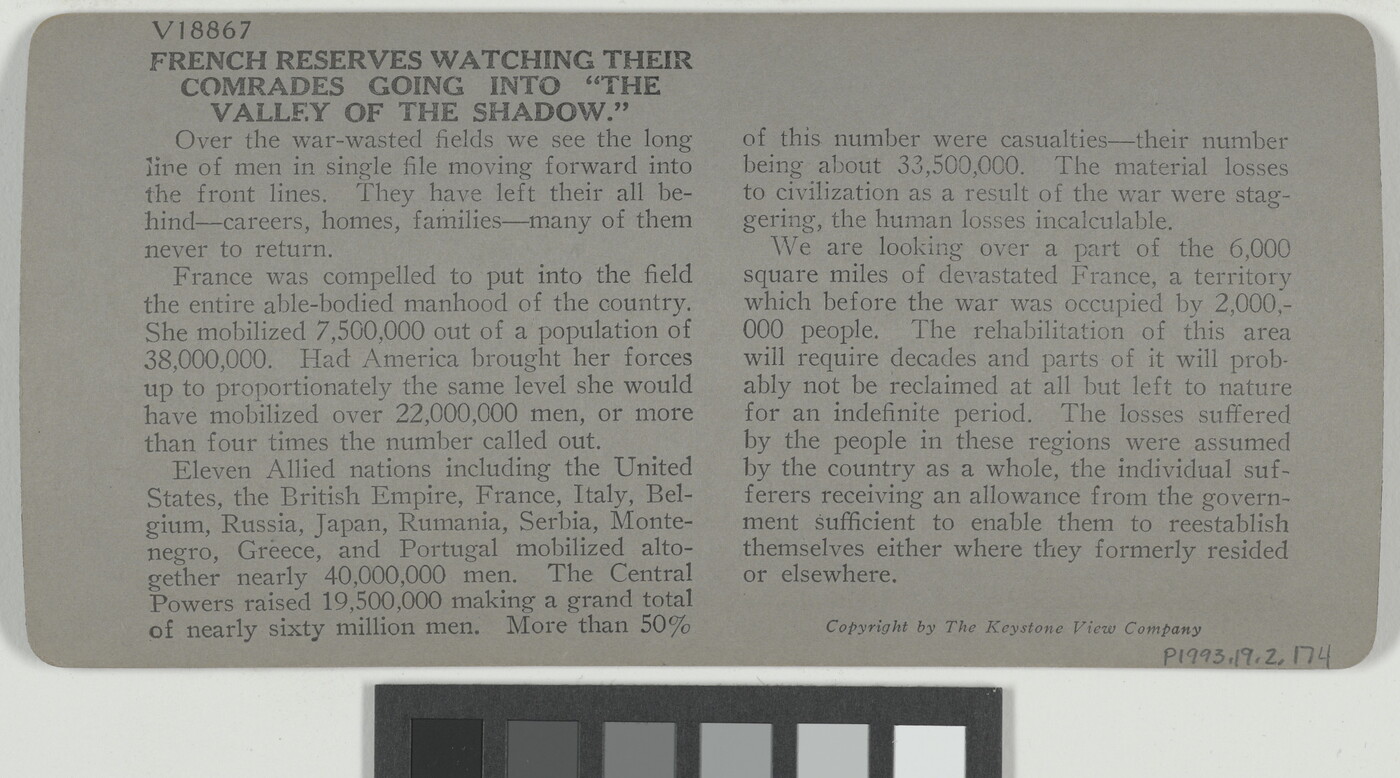 V18867
FRENCH RESERVES WATCHING THEIR
COMRADES GOING INTO “THE
VALLEY OF THE SHADOW.”
Over the war-wasted fields we see the long
line of men in single file moving forward into
the front lines. They have left their all be-
hind—careers, homes, families—many of them
never to return.
France was compelled to put into the field
the entire able-bodied manhood of the country.
She mobilized 7,500,000 out of a population of
38,000,000. Had America brought her forces
up to proportionately the same level she would
have mobilized over 22,000,000 men, or more
than four times the number called out.
Eleven Allied nations including the United
States, the British Empire, France, Italy, Bel-
gium, Russia, Japan, Rumania, Serbia, Monte-
negro, Greece, and Portugal mobilized alto-
gether nearly 40,000,000 men. The Central
Powers raised 19,500,000 making a grand total
of nearly sixty million men. More than 50%
of this number were casualties—their number
being about 33,500,000. The material losses
to civilization as a result of the war were stag-
gering, the human losses incalculable.
We are looking over a part of the 6,000
square miles of devastated France, a territory
which before the war was occupied by 2,000,-
000 people. The rehabilitation of this area
will require decades and parts of it will prob-
ably not be reclaimed at all but left to nature
for an indefinite period. The losses suffered
by the people in these regions were assumed
by the country as a whole, the individual suf-
ferers receiving an allowance from the govern-
ment sufficient to enable them to reestablish
themselves either where they formerly resided
or elsewhere.
Copyright by The Keystone View Company
P1993.19.2.174